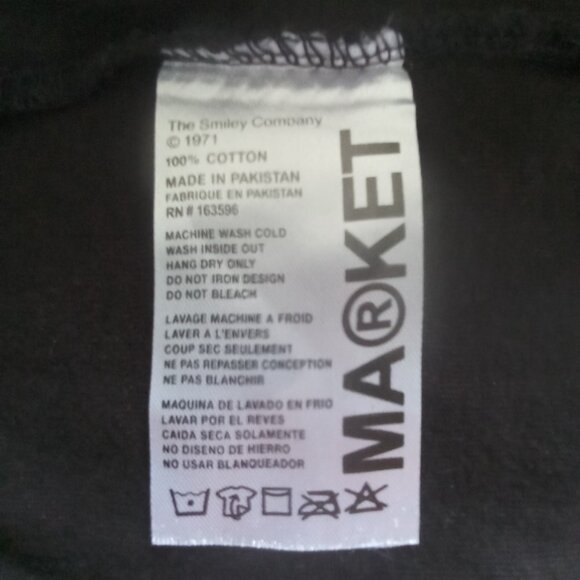 The Smiley Company
© 1971
100% COTTON
MADE IN PAKISTAN
FABRIQUE EN PAKISTAN
RN # 163596
MACHINE WASH COLD
WASH INSIDE OUT
HANG DRY ONLY
DO NOT IRON DESIGN
DO NOT BLEACH
LAVAGE MACHINE A FROID
LAVER A L'ENVERS
COUP SEC SEULEMENT
NE PAS REPASSER CONCEPTION
NE PAS BLANCHIR
MAQUINA DE LAVADO EN FRIO
LAVAR POR EL REVES
CAIDA SECA SOLAMENTE
NO DISENO DE HIERRO
NO USAR BLANQUEADOR
MA®KET